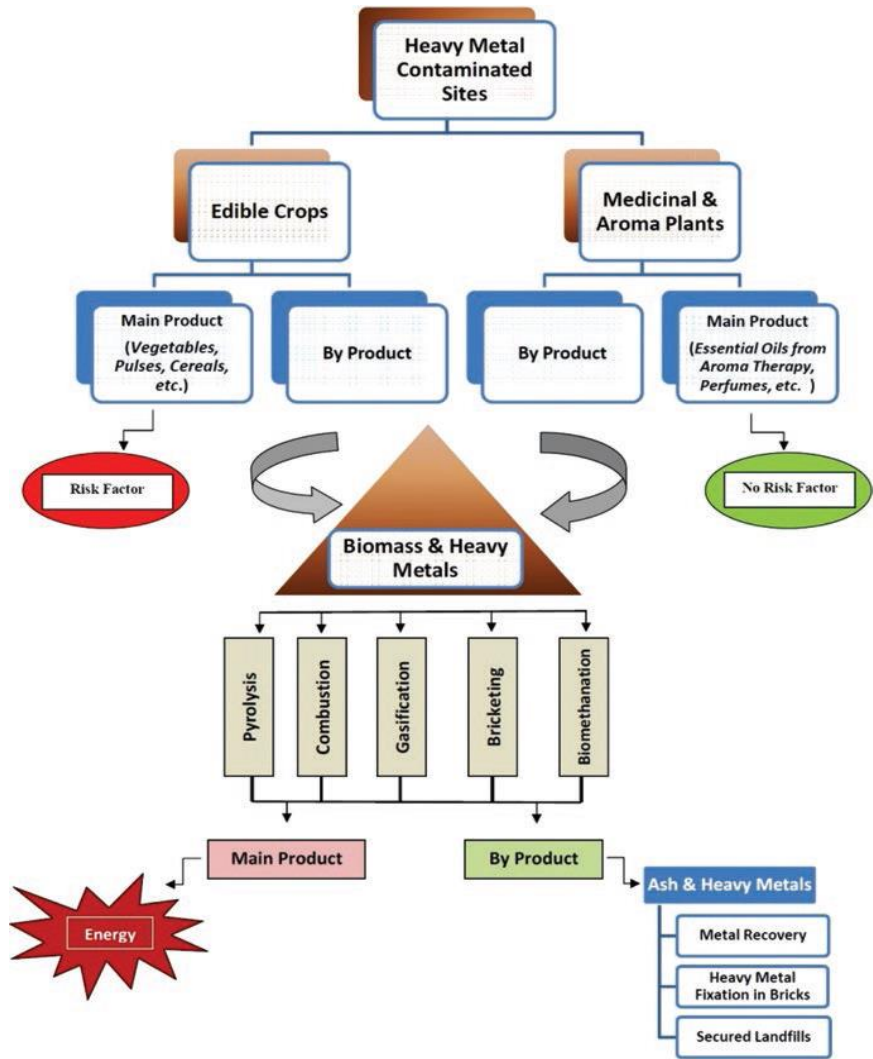 Heavy Metal
Contaminated
Sites
Edible Crops
Medicinal &
Aroma Plants
Main Product
(Vegetables,
Pulses, Cereals,
etc.)
By Product
By Product
Main Product
(Essential Oils from
Aroma Therapy,
Perfumes, etc. )
Risk Factor
No Risk Factor
Biomass & Heavy
Metals
Pyrolysis
Combustion
Gasification
Bricketing
Biomethanation
Main Product
By Product
Energy
Ash & Heavy Metals
Metal Recovery
Heavy Metal
Fixation in Bricks
Secured Landfills